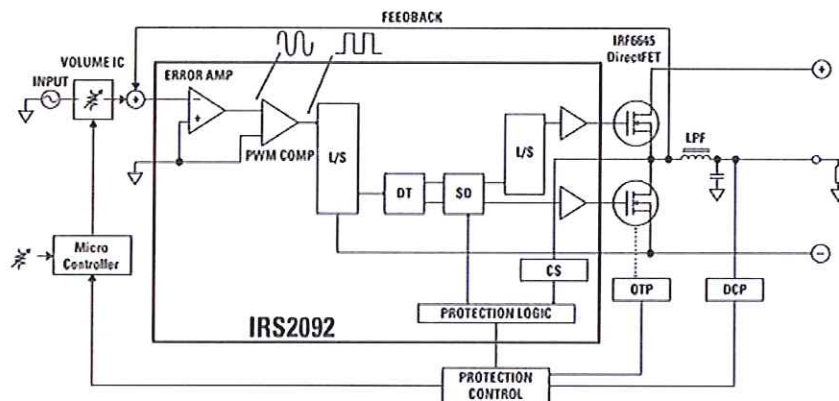 FEEDBACK
IRF6645
DirectFET
VOLUME IC
INPUT
ERROR AMP
PWM COMP
L/S
L/S
LPF
DT
SD
Micro
Controller
CS
OTP
DCP
PROTECTION LOGIC
IRS2092
PROTECTION
CONTROL